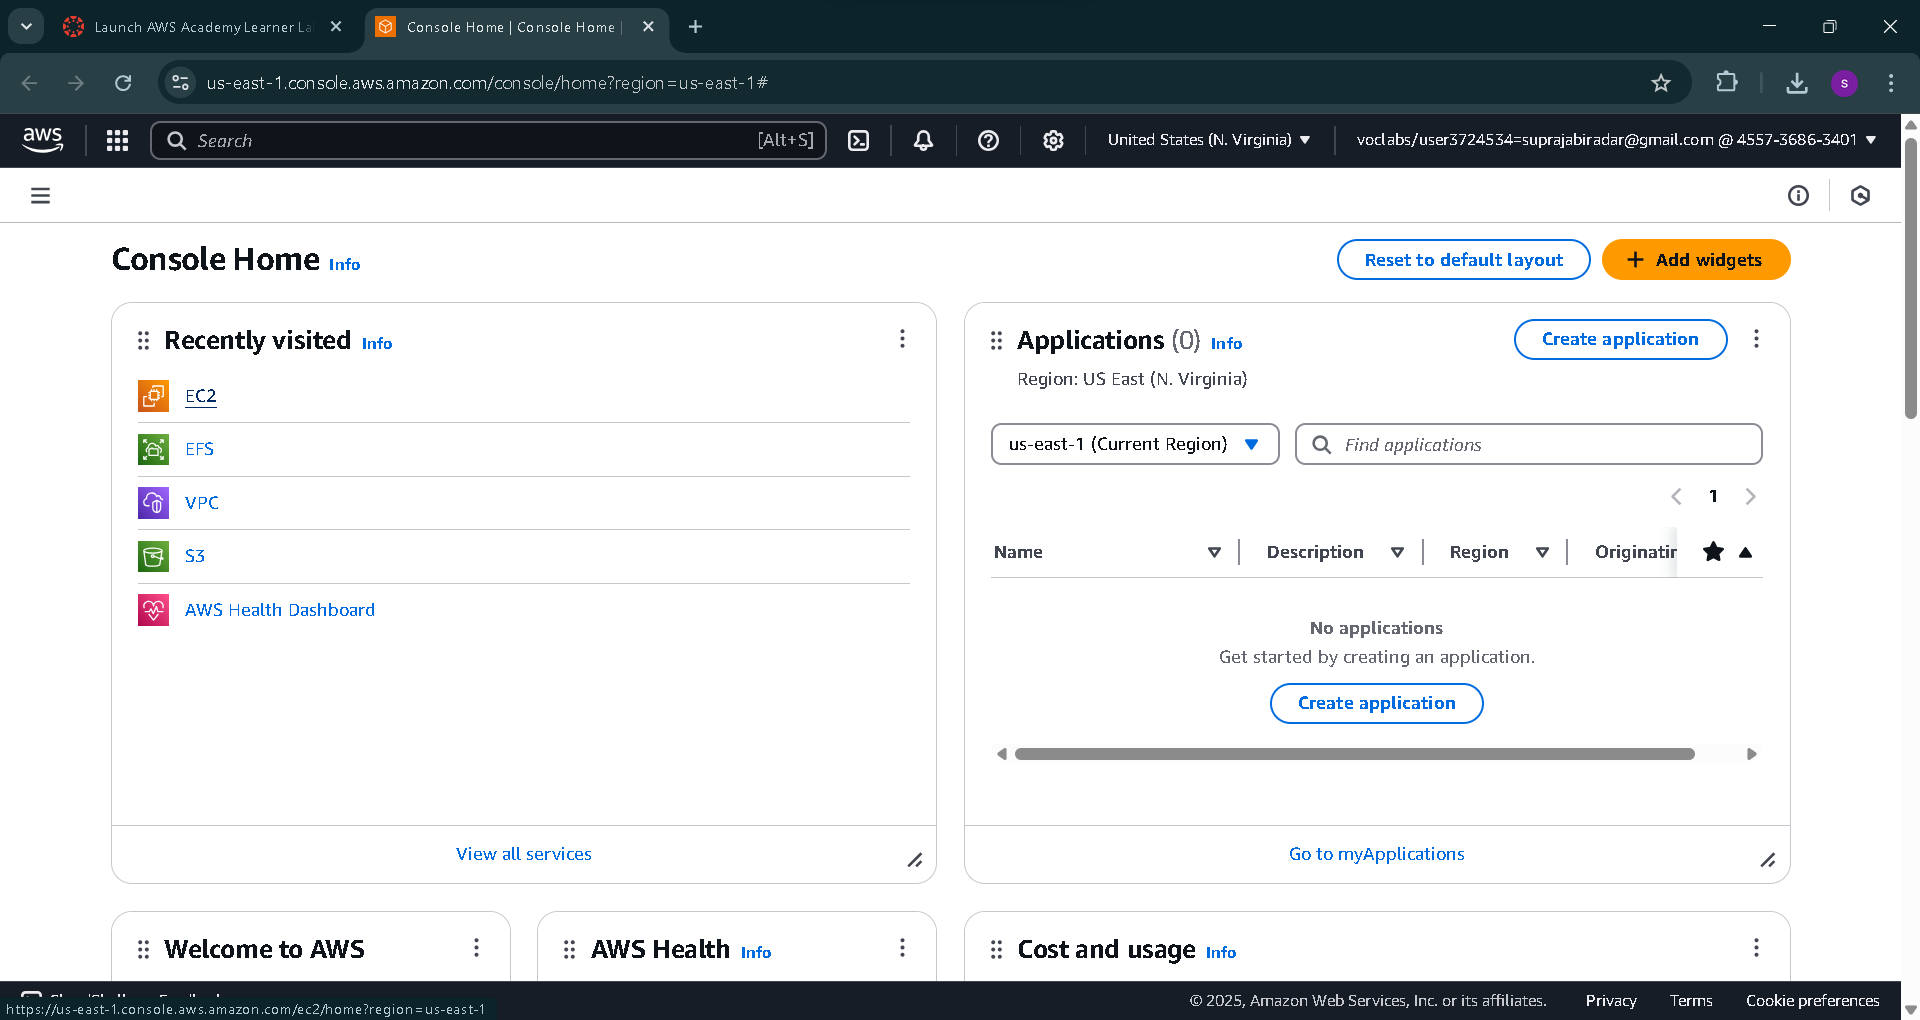 Launch AWS Academy Learner La
Console Home | Console Home |
us-east-1.console.aws.amazon.com/console/home?region=us-east-1#
S
aws
Search
[Alt+S]
United States (N. Virginia)
voclabs/user3724534=suprajabiradar@gmail.com @ 4557-3686-3401
Console Home Info
Reset to default layout
Add widgets
Recently visited Info
EC2
EFS
VPC
S3
AWS Health Dashboard
View all services
Applications (0) Info
Create application
Region: US East (N. Virginia)
us-east-1 (Current Region)
Find applications
1
Name
Description
Region
Originatin
No applications
Get started by creating an application.
Create application
Go to myApplications
Welcome to AWS
AWS Health Info
Cost and usage Info
https://us-east-1.console.aws.amazon.com/ec2/home?region=us-east-1
© 2025, Amazon Web Services, Inc. or its affiliates.
Privacy
Terms
Cookie preferences